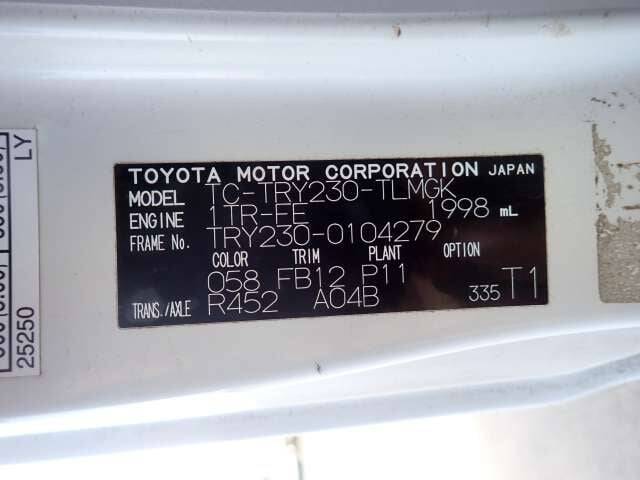 TOYOTA MOTOR CORPORATION JAPAN
MODEL TC-TRY230-TLMGK
ENGINE 1TR-FE 1998 mL
FRAME No. TRY230-0104279
COLOR TRIM PLANT OPTION
058 FB12 P11
TRANS./AXLE R452 A04B 335 T1
LY
25250